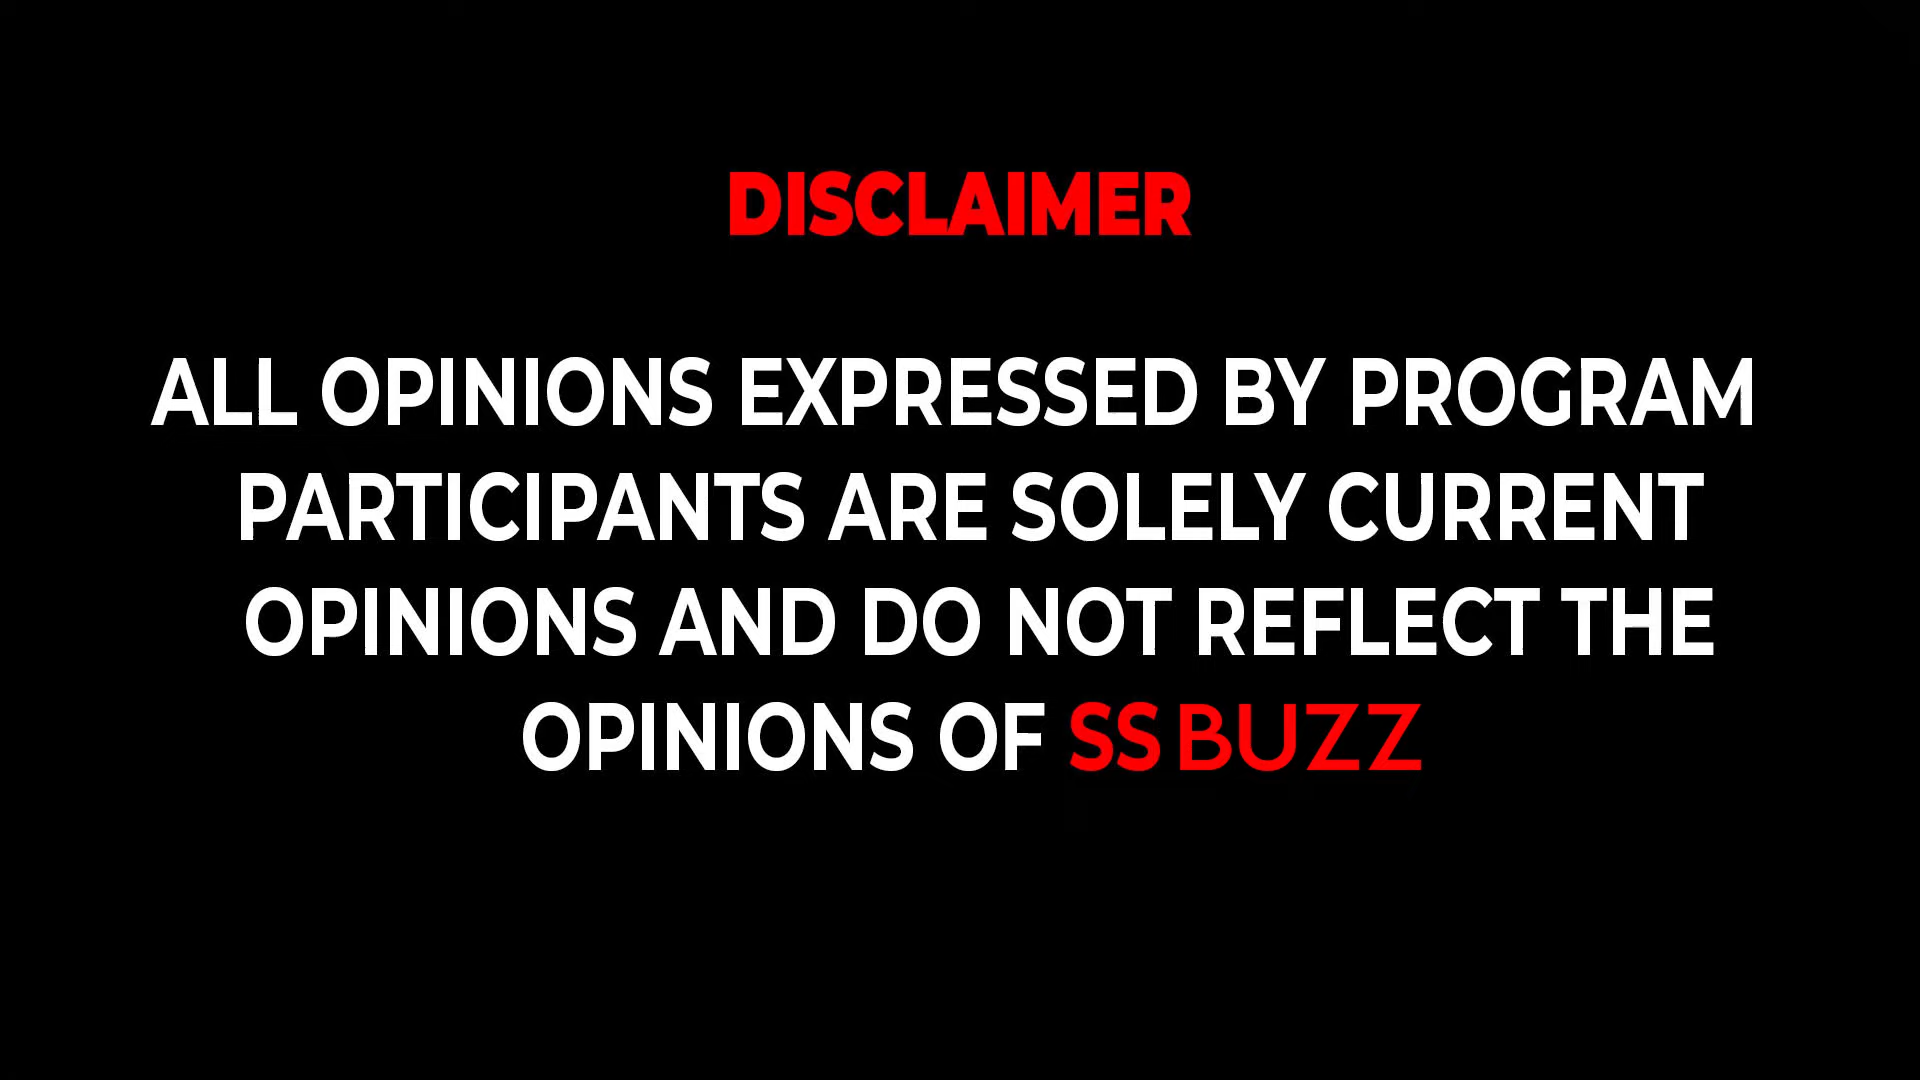 DISCLAIMER
ALL OPINIONS EXPRESSED BY PROGRAM
PARTICIPANTS ARE SOLELY CURRENT
OPINIONS AND DO NOT REFLECT THE
OPINIONS OF SS BUZZ